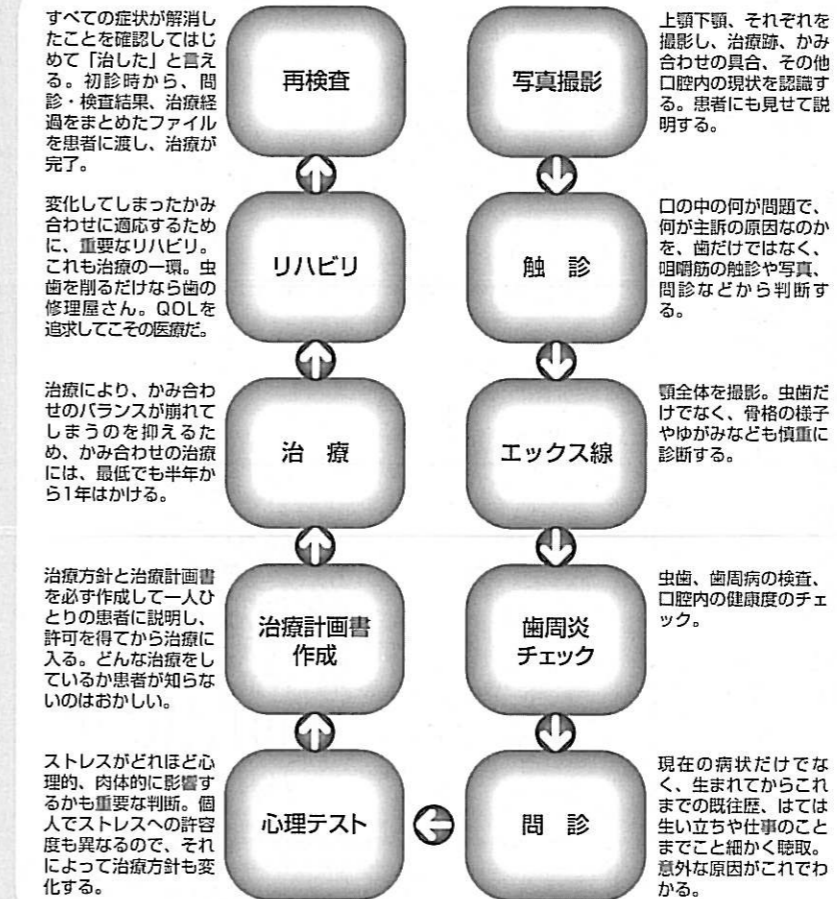 上顎下顎、それぞれを
撮影し、治療跡、かみ
合わせの具合、その他
口腔内の現状を認識す
る。患者にも見せて説
明する。
写真撮影
口の中の何が問題で、
何が主訴の原因なのか
を、歯だけではなく、
咀嚼筋の触診や写真、
問診などから判断す
る。
触 診
顎全体を撮影。虫歯だ
けでなく、骨格の様子
やゆがみなども慎重に
診断する。
エックス線
虫歯、歯周病の検査、
口腔内の健康度のチェ
ック。
歯周炎
チェック
現在の病状だけでな
く、生まれてからこれ
までの既往歴、はては
生い立ちや仕事のこと
までこと細かく聴取。
意外な原因がこれでわ
かる。
問 診
心理テスト
ストレスがどれほど心
理的、肉体的に影響す
るかも重要な判断。個
人でストレスへの許容
度も異なるので、それ
によって治療方針も変
化する。
治療計画書
作成
治療方針と治療計画書
を必ず作成して一人ひ
とりの患者に説明し、
許可を得てから治療に
入る。どんな治療をし
ているか患者が知らな
いのはおかしい。
治 療
治療により、かみ合わ
せのバランスが崩れて
しまうのを抑えるた
め、かみ合わせの治療
には、最低でも半年か
ら1年はかける。
リハビリ
変化してしまったかみ
合わせに適応するため
に、重要なリハビリ。
これも治療の一環。虫
歯を削るだけなら歯の
修理屋さん。QOLを
追求してこその医療だ。
再検査
すべての症状が解消し
たことを確認してはじ
めて「治した」と言え
る。初診時から、問
診・検査結果、治療経
過をまとめたファイル
を患者に渡し、治療が
完了。